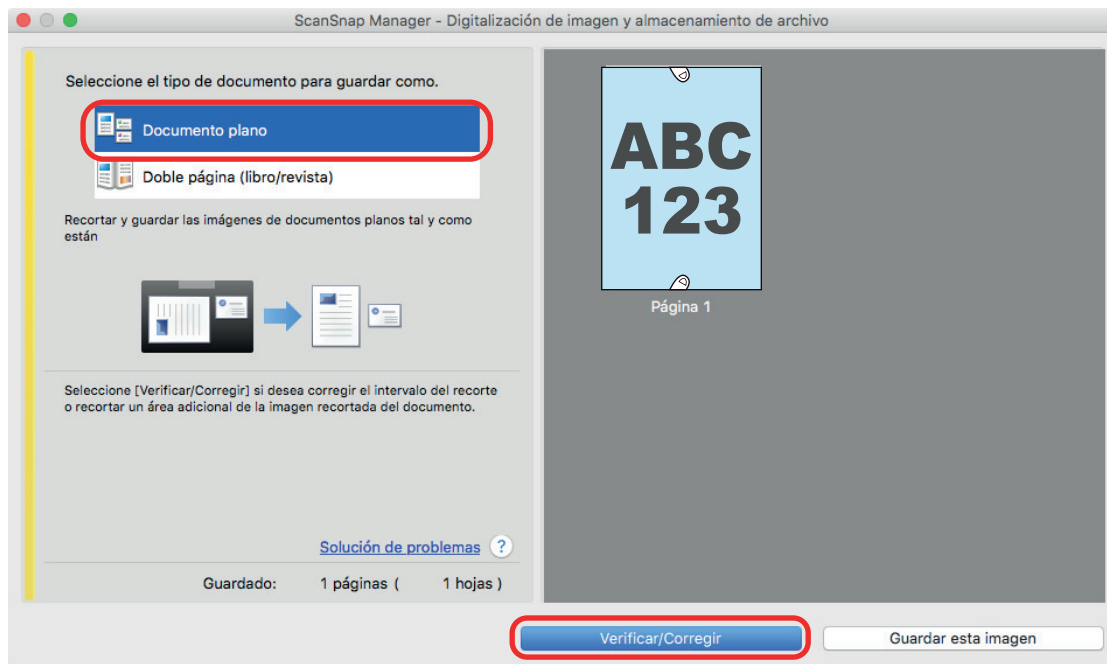 ScanSnap Manager - Digitalización de imagen y almacenamiento de archivo
Seleccione el tipo de documento para guardar como.
Documento plano
Doble página (libro/revista)
Recortar y guardar las imágenes de documentos planos tal y como
están
Seleccione [Verificar/Corregir] si desea corregir el intervalo del recorte
o recortar un área adicional de la imagen recortada del documento.
Solución de problemas ?
Guardado: 1 páginas ( 1 hojas )
ABC
123
Página 1
Verificar/Corregir
Guardar esta imagen